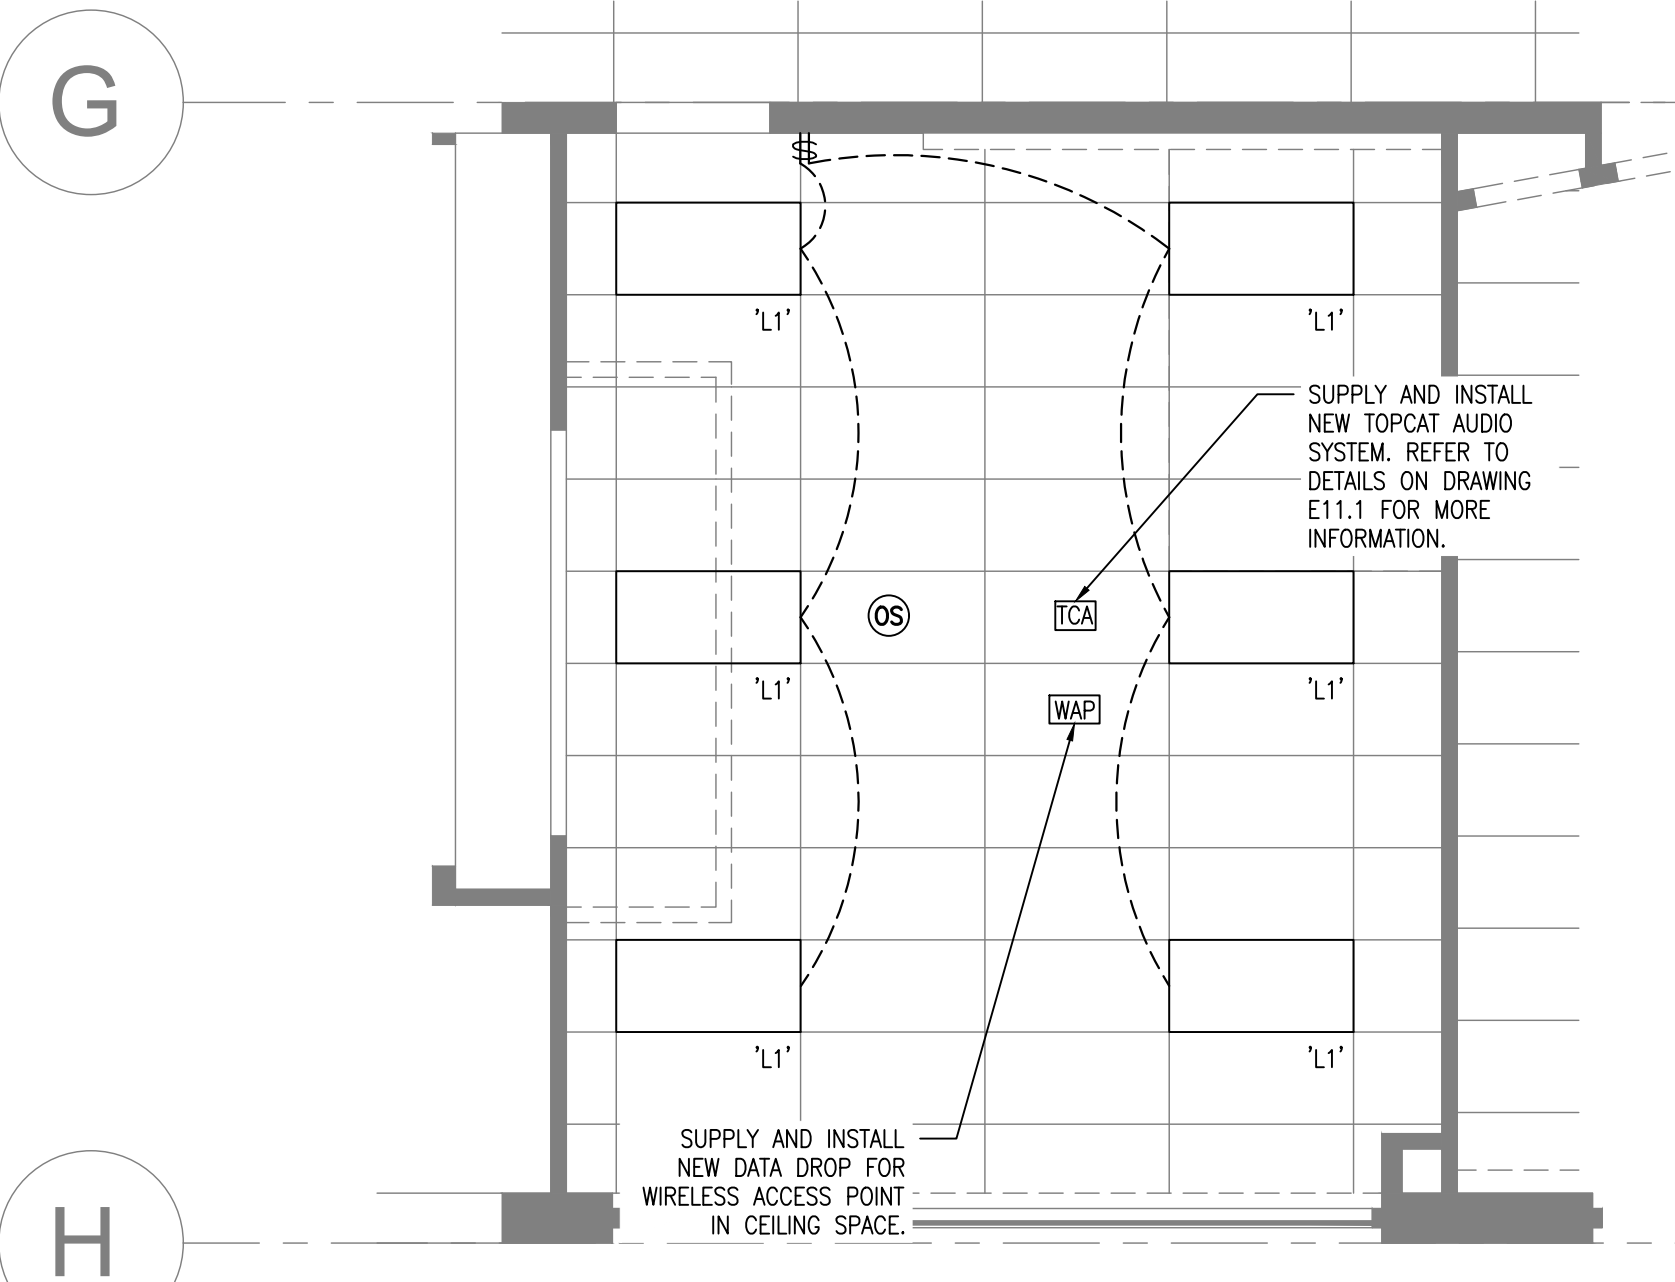 G
$
'L1'
'L1'
SUPPLY AND INSTALL
NEW TOPCAT AUDIO
SYSTEM. REFER TO
DETAILS ON DRAWING
E11.1 FOR MORE
INFORMATION.
OS
TCA
'L1'
'L1'
WAP
'L1'
'L1'
SUPPLY AND INSTALL
NEW DATA DROP FOR
WIRELESS ACCESS POINT
IN CEILING SPACE.
H